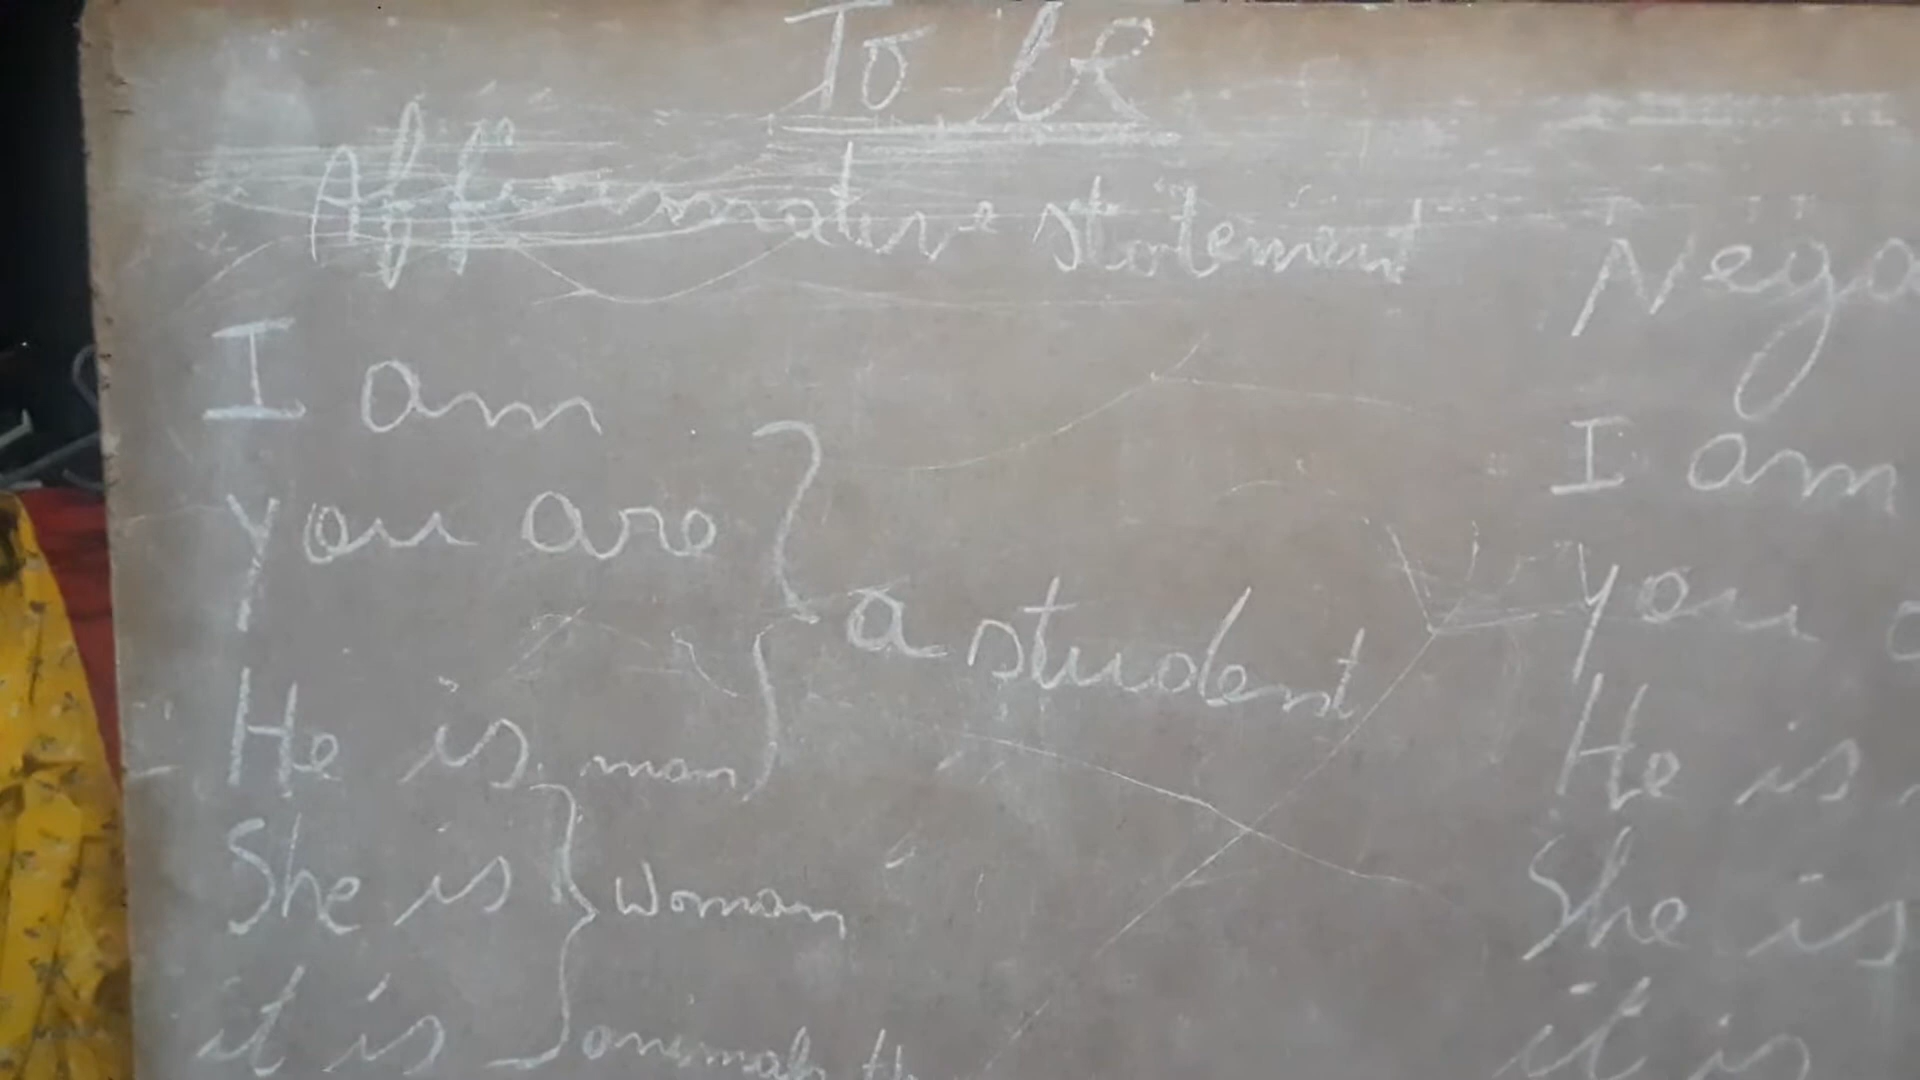 To be
Affirmative statement
I am
you are
a student
He is man
She is woman
it is
Nega
I am
you
He is
She is
it is